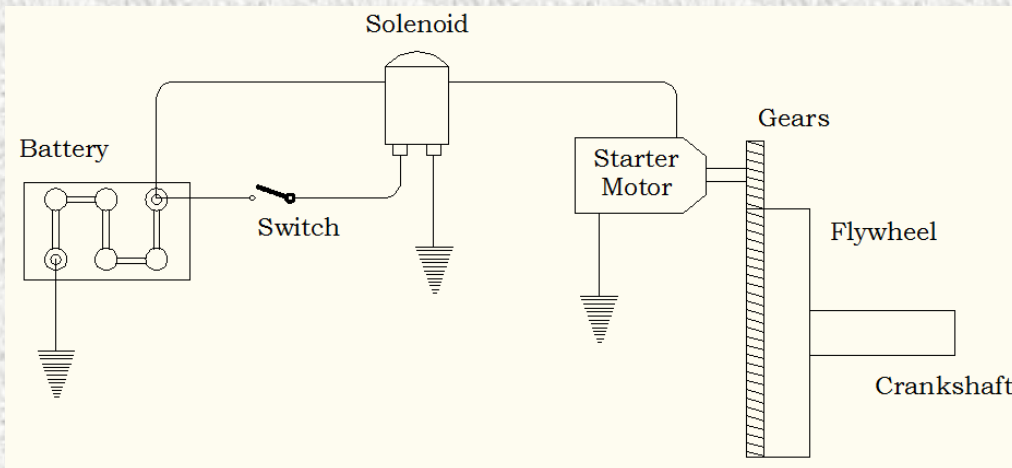 Solenoid
Gears
Battery
Starter
Motor
Switch
Flywheel
Crankshaft